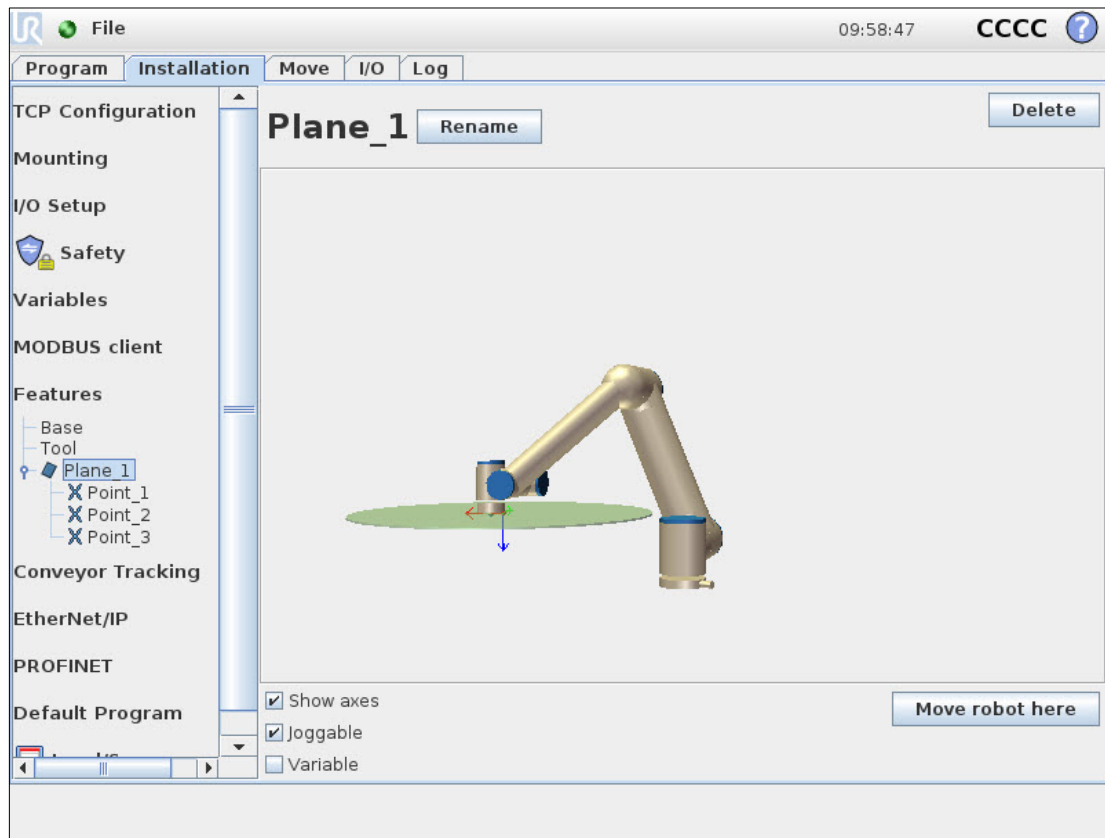 UR File 09:58:47 CCCC ?
Program Installation Move I/O Log
TCP Configuration
Mounting
I/O Setup
Safety
Variables
MODBUS client
Features
Base
Tool
Plane_1
Point_1
Point_2
Point_3
Conveyor Tracking
EtherNet/IP
PROFINET
Default Program
Plane_1 Rename Delete
Show axes
Joggable
Variable
Move robot here